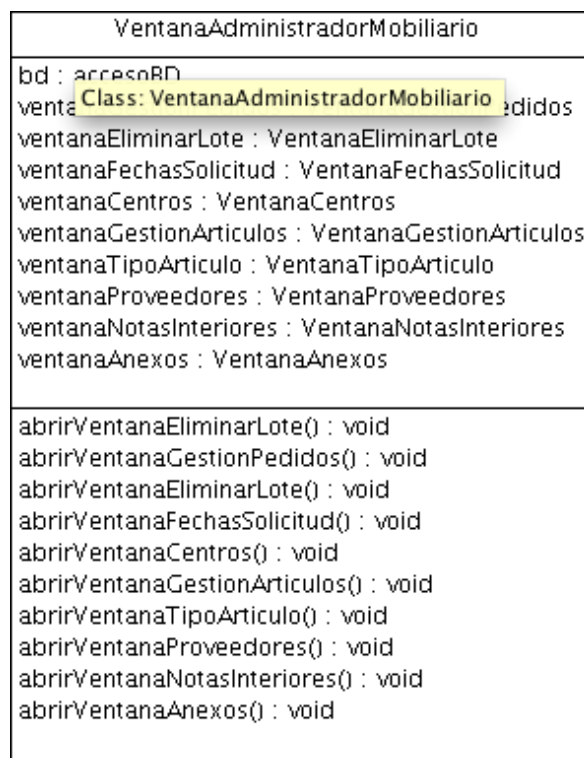 VentanaAdministradorMobiliario
bd : accesoBD
Class: VentanaAdministradorMobiliario
ventanaEliminarLote : VentanaEliminarLote
ventanaFechasSolicitud : VentanaFechasSolicitud
ventanaCentros : VentanaCentros
ventanaGestionArticulos : VentanaGestionArticulos
ventanaTipoArticulo : VentanaTipoArticulo
ventanaProveedores : VentanaProveedores
ventanaNotasInteriores : VentanaNotasInteriores
ventanaAnexos : VentanaAnexos
abrirVentanaEliminarLote() : void
abrirVentanaGestionPedidos() : void
abrirVentanaEliminarLote() : void
abrirVentanaFechasSolicitud() : void
abrirVentanaCentros() : void
abrirVentanaGestionArticulos() : void
abrirVentanaTipoArticulo() : void
abrirVentanaProveedores() : void
abrirVentanaNotasInteriores() : void
abrirVentanaAnexos() : void